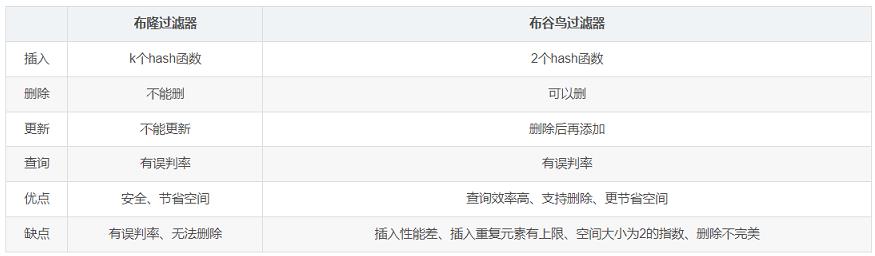 布隆过滤器 布谷鸟过滤器
插入 k个hash函数 2个hash函数
删除 不能删 可以删
更新 不能更新 删除后再添加
查询 有误判率 有误判率
优点 安全、节省空间 查询效率高、支持删除、更节省空间
缺点 有误判率、无法删除 插入性能差、插入重复元素有上限、空间大小为2的指数、删除不完美